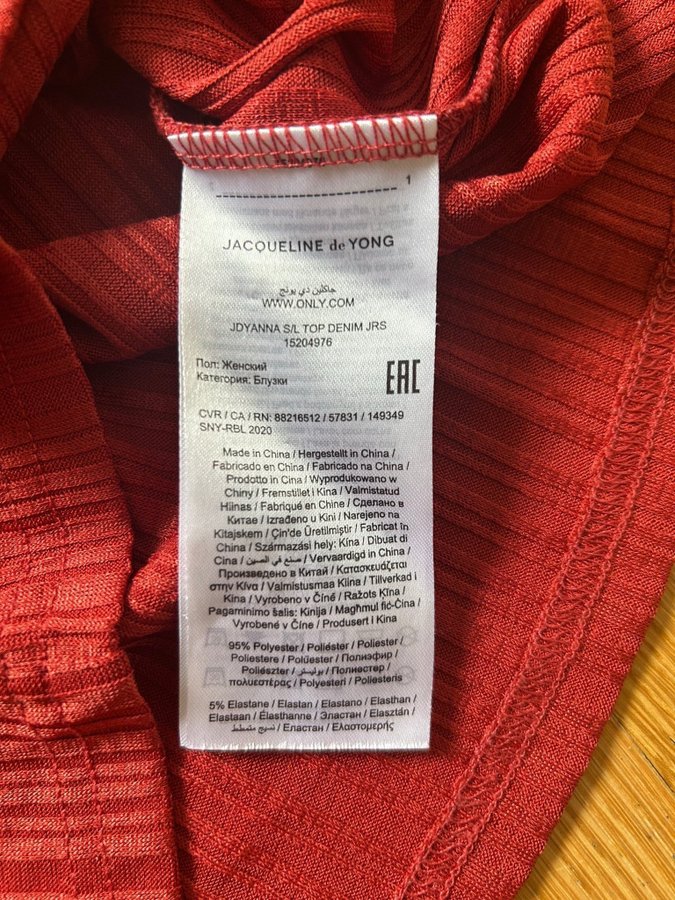 1
JACQUELINE de YONG
جاكلين دي يونج
WWW.ONLY.COM
JDYANNA S/L TOP DENIM JRS
15204976
Пол: Женский
Категория: Блузки
EAC
CVR / CA / RN: 88216512 / 57831 / 149349
SNY-RBL 2020
Made in China / Hergestellt in China /
Fabricado en China / Fabricado na China /
Prodotto in Cina / Wyprodukowano w
Chiny / Fremstillet i Kina / Valmistatud
Hiinas / Fabriqué en Chine / Сделано в
Китае / Izrađeno u Kini / Narejeno na
Kitajskem / Çin'de Üretilmiştir / Fabricat în
China / Származási hely: Kína / Dibuat di
Cina / صنع في الصين / Vervaardigd in China /
Произведено в Китай / Κατασκευάζεται
στην Κίνα / Valmistusmaa Kiina / Tillverkad i
Kina / Vyrobeno v Číně / Ražots Ķīna /
Pagaminimo šalis: Kinija / Magħmul fiċ-Ċina /
Vyrobené v Číne / Produsert i Kina
95% Polyester / Poliéster / Poliester /
Poliestere / Polüester / Полиэфир /
Poliészter / بوليستر / Полиестер /
πολυεστέρας / Polyesteri / Poliesteris
5% Elastane / Elastan / Elastano / Elasthan /
Elastaan / Élasthanne / Эластан / Elasztán /
نسيج متمطط / Еластан / Ελαστομερής